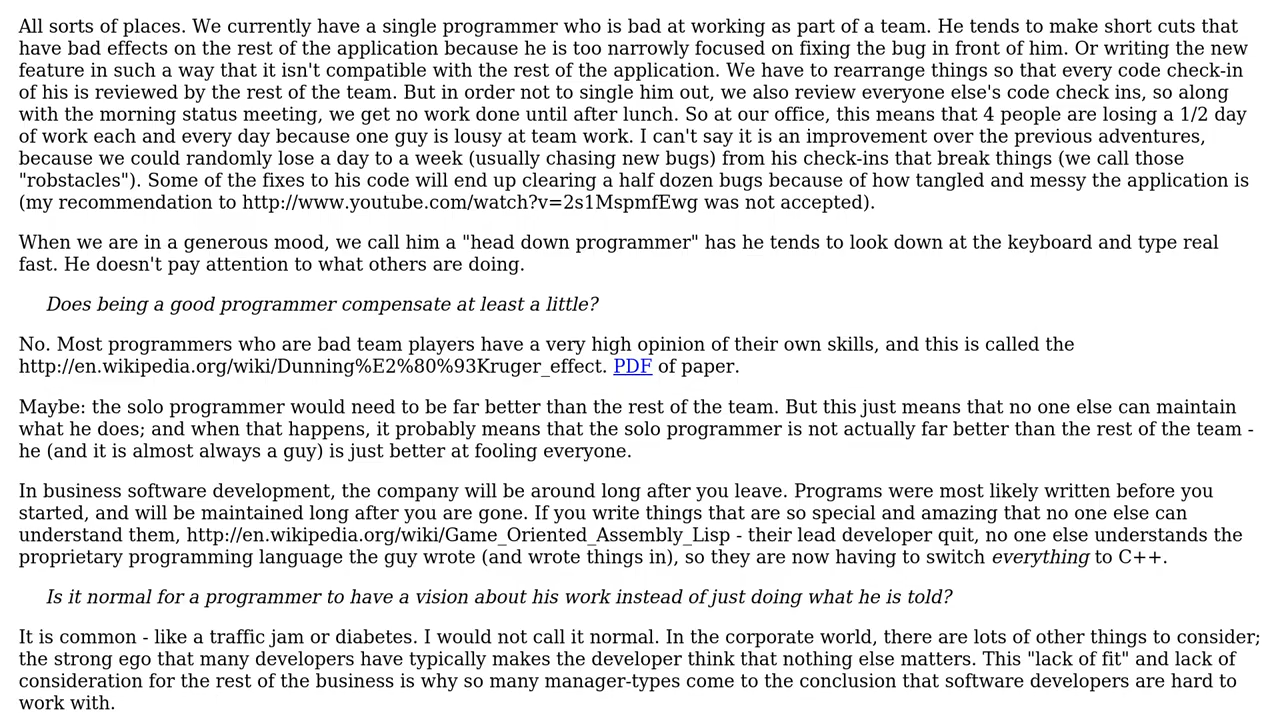 All sorts of places. We currently have a single programmer who is bad at working as part of a team. He tends to make short cuts that
have bad effects on the rest of the application because he is too narrowly focused on fixing the bug in front of him. Or writing the new
feature in such a way that it isn't compatible with the rest of the application. We have to rearrange things so that every code check-in
of his is reviewed by the rest of the team. But in order not to single him out, we also review everyone else's code check ins, so along
with the morning status meeting, we get no work done until after lunch. So at our office, this means that 4 people are losing a 1/2 day
of work each and every day because one guy is lousy at team work. I can't say it is an improvement over the previous adventures,
because we could randomly lose a day to a week (usually chasing new bugs) from his check-ins that break things (we call those
"robstacles"). Some of the fixes to his code will end up clearing a half dozen bugs because of how tangled and messy the application is
(my recommendation to http://www.youtube.com/watch?v=2s1MspmfEwg was not accepted).
When we are in a generous mood, we call him a "head down programmer" has he tends to look down at the keyboard and type real
fast. He doesn't pay attention to what others are doing.
Does being a good programmer compensate at least a little?
No. Most programmers who are bad team players have a very high opinion of their own skills, and this is called the
http://en.wikipedia.org/wiki/Dunning%E2%80%93Kruger_effect. PDF of paper.
Maybe: the solo programmer would need to be far better than the rest of the team. But this just means that no one else can maintain
what he does; and when that happens, it probably means that the solo programmer is not actually far better than the rest of the team -
he (and it is almost always a guy) is just better at fooling everyone.
In business software development, the company will be around long after you leave. Programs were most likely written before you
started, and will be maintained long after you are gone. If you write things that are so special and amazing that no one else can
understand them, http://en.wikipedia.org/wiki/Game_Oriented_Assembly_Lisp - their lead developer quit, no one else understands the
proprietary programming language the guy wrote (and wrote things in), so they are now having to switch everything to C++.
Is it normal for a programmer to have a vision about his work instead of just doing what he is told?
It is common - like a traffic jam or diabetes. I would not call it normal. In the corporate world, there are lots of other things to consider;
the strong ego that many developers have typically makes the developer think that nothing else matters. This "lack of fit" and lack of
consideration for the rest of the business is why so many manager-types come to the conclusion that software developers are hard to
work with.